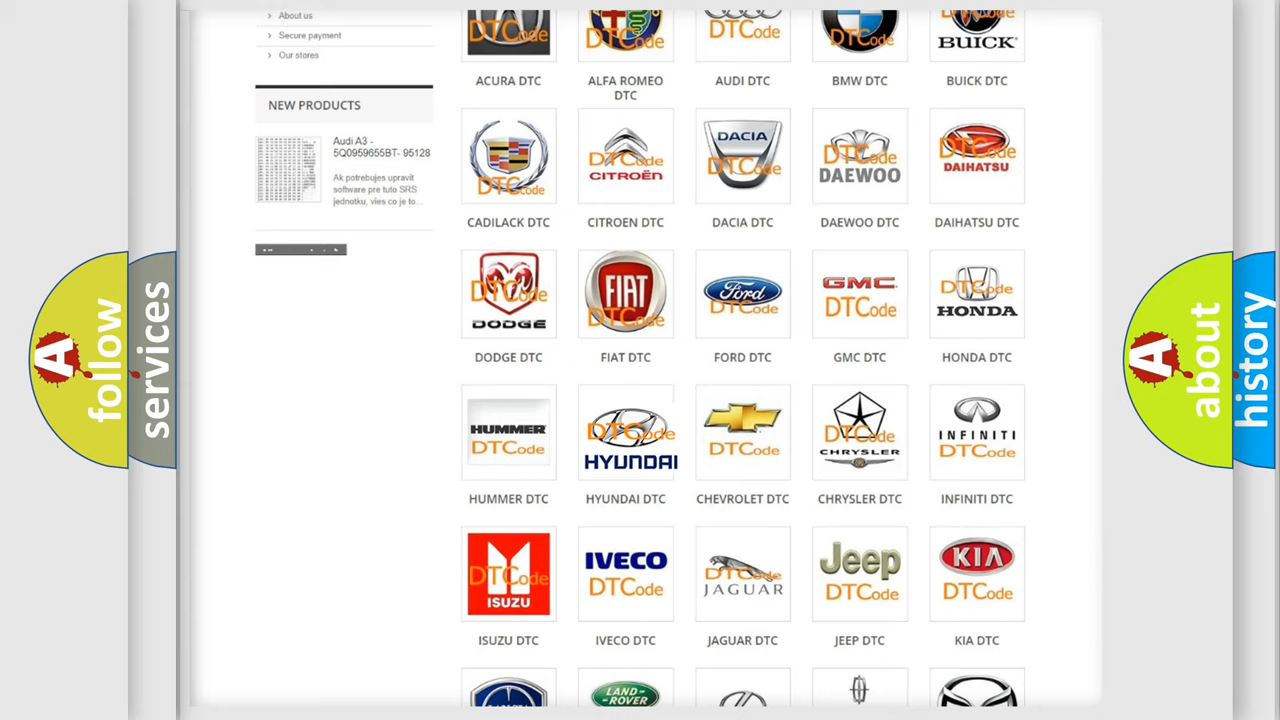 About us
Secure payment
Our stores
NEW PRODUCTS
Audi A3 -
5Q0959655BT- 95128
Ak potrebujes upravit
software pre tuto SRS
jednotku, vies co je to...
DTCode
DTCode
DTCode
DTCode
BUICK
ACURA DTC
ALFA ROMEO
DTC
AUDI DTC
BMW DTC
BUICK DTC
DTCode
DTCode
CITROËN
DACIA
DTCode
DTCode
DAEWOO
DTCode
DAIHATSU
CADILACK DTC
CITROEN DTC
DACIA DTC
DAEWOO DTC
DAIHATSU DTC
DTCode
DODGE
FIAT
DTCode
Ford
DTCode
GMC
DTCode
DTCode
HONDA
DODGE DTC
FIAT DTC
FORD DTC
GMC DTC
HONDA DTC
HUMMER
DTCode
DTCode
HYUNDAI
DTCode
DTCode
CHRYSLER
INFINITI
DTCode
HUMMER DTC
HYUNDAI DTC
CHEVROLET DTC
CHRYSLER DTC
INFINITI DTC
DTCode
ISUZU
IVECO
DTCode
DTCode
JAGUAR
Jeep
DTCode
KIA
DTCode
ISUZU DTC
IVECO DTC
JAGUAR DTC
JEEP DTC
KIA DTC
LAND-
ROVER
A
follow
services
A
about
history